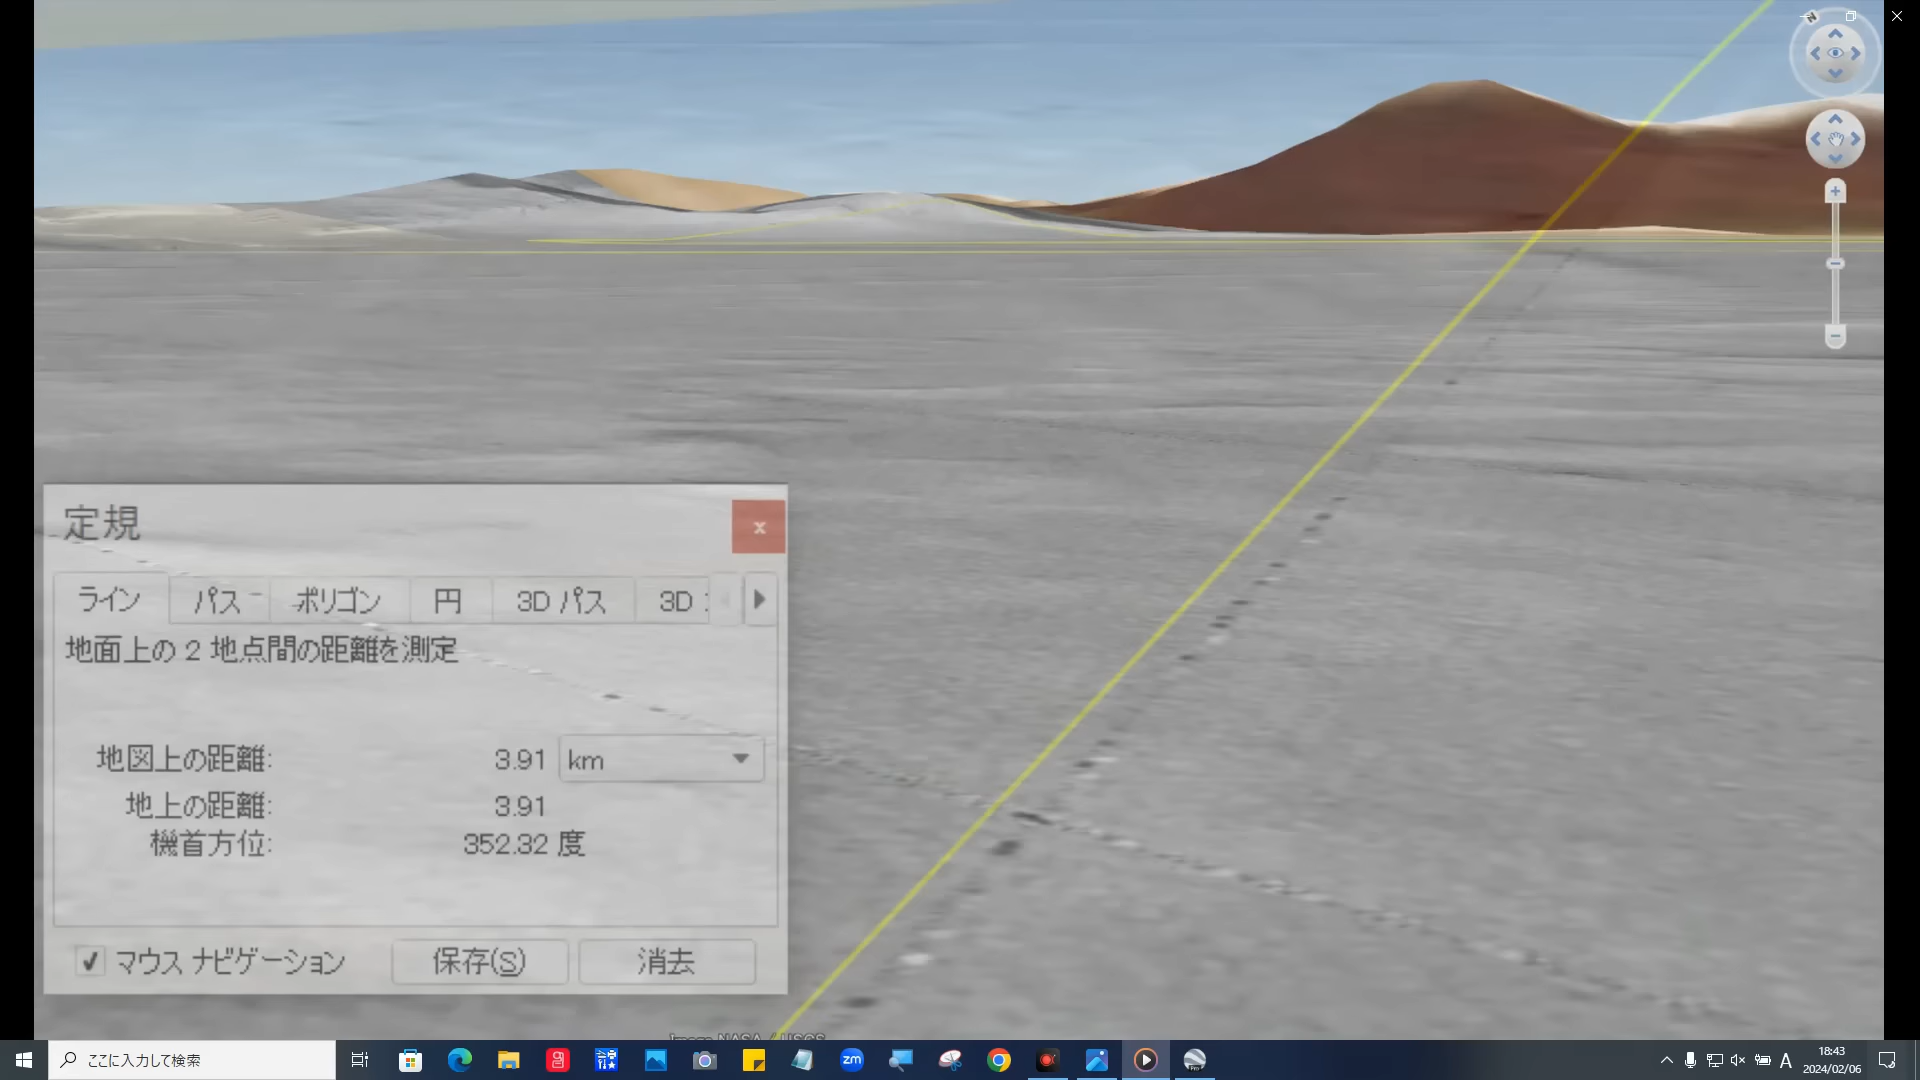 定規
ライン パス ポリゴン 円 3D パス 3D
地面上の 2 地点間の距離を測定
地図上の距離: 3.91 km
地上の距離: 3.91
機首方位: 352.32 度
マウス ナビゲーション 保存(S) 消去
Image NASA / USGS
ここに入力して検索
zm
A
18:43
2024/02/06